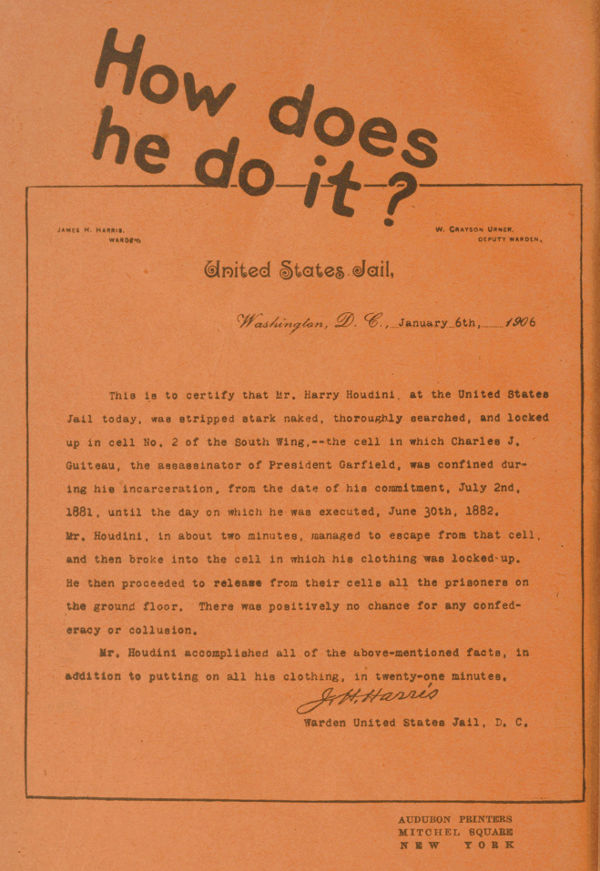 How does
he do it?
JAMES H. HARRIS,
WARDEN.
W. GRAYSON URNER,
DEPUTY WARDEN.
United States Jail,
Washington, D. C., January 6th, 1906
This is to certify that Mr. Harry Houdini, at the United States
Jail today, was stripped stark naked, thoroughly searched, and locked
up in cell No. 2 of the South Wing,--the cell in which Charles J.
Guiteau, the assassinator of President Garfield, was confined dur-
ing his incarceration, from the date of his commitment, July 2nd,
1881, until the day on which he was executed, June 30th, 1882.
Mr. Houdini, in about two minutes, managed to escape from that cell,
and then broke into the cell in which his clothing was locked up.
He then proceeded to release from their cells all the prisoners on
the ground floor. There was positively no chance for any confed-
eracy or collusion.
Mr. Houdini accomplished all of the above-mentioned facts, in
addition to putting on all his clothing, in twenty-one minutes.
J. H. Harris
Warden United States Jail, D. C.
AUDUBON PRINTERS
MITCHEL SQUARE
NEW YORK